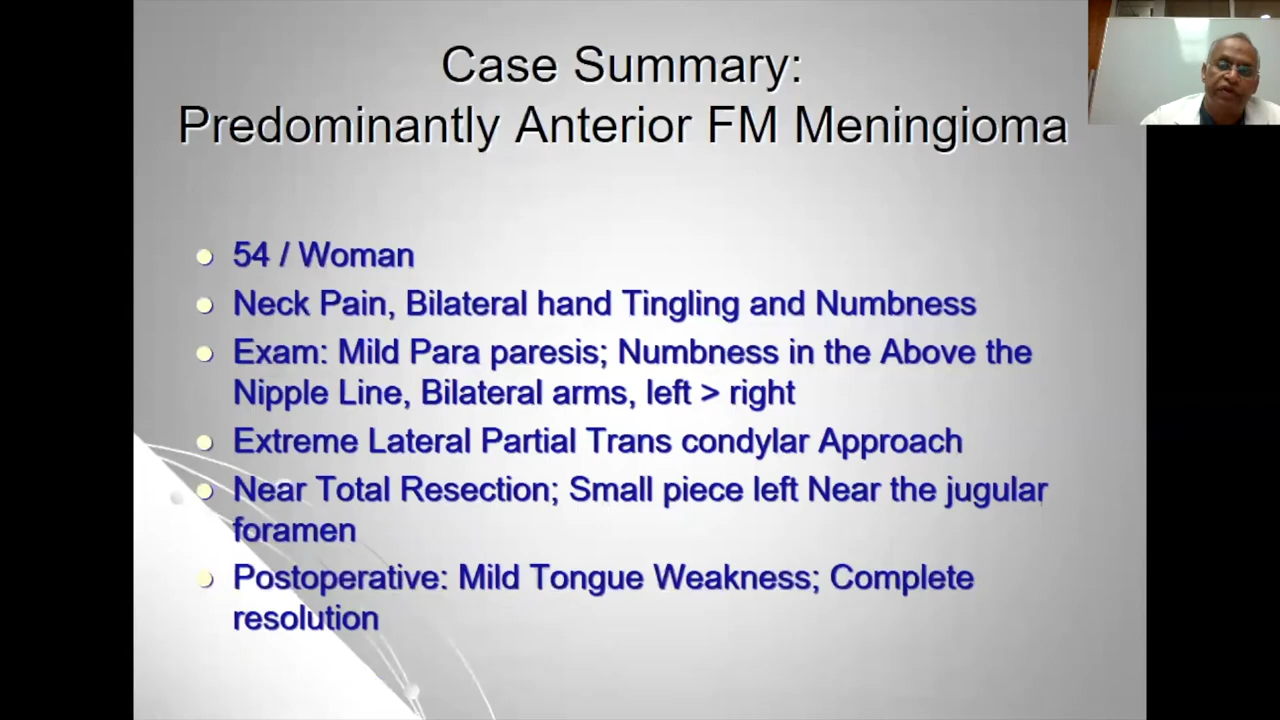 Case Summary:
Predominantly Anterior FM Meningioma
54 / Woman
Neck Pain, Bilateral hand Tingling and Numbness
Exam: Mild Para paresis; Numbness in the Above the
Nipple Line, Bilateral arms, left > right
Extreme Lateral Partial Trans condylar Approach
Near Total Resection; Small piece left Near the jugular
foramen
Postoperative: Mild Tongue Weakness; Complete
resolution